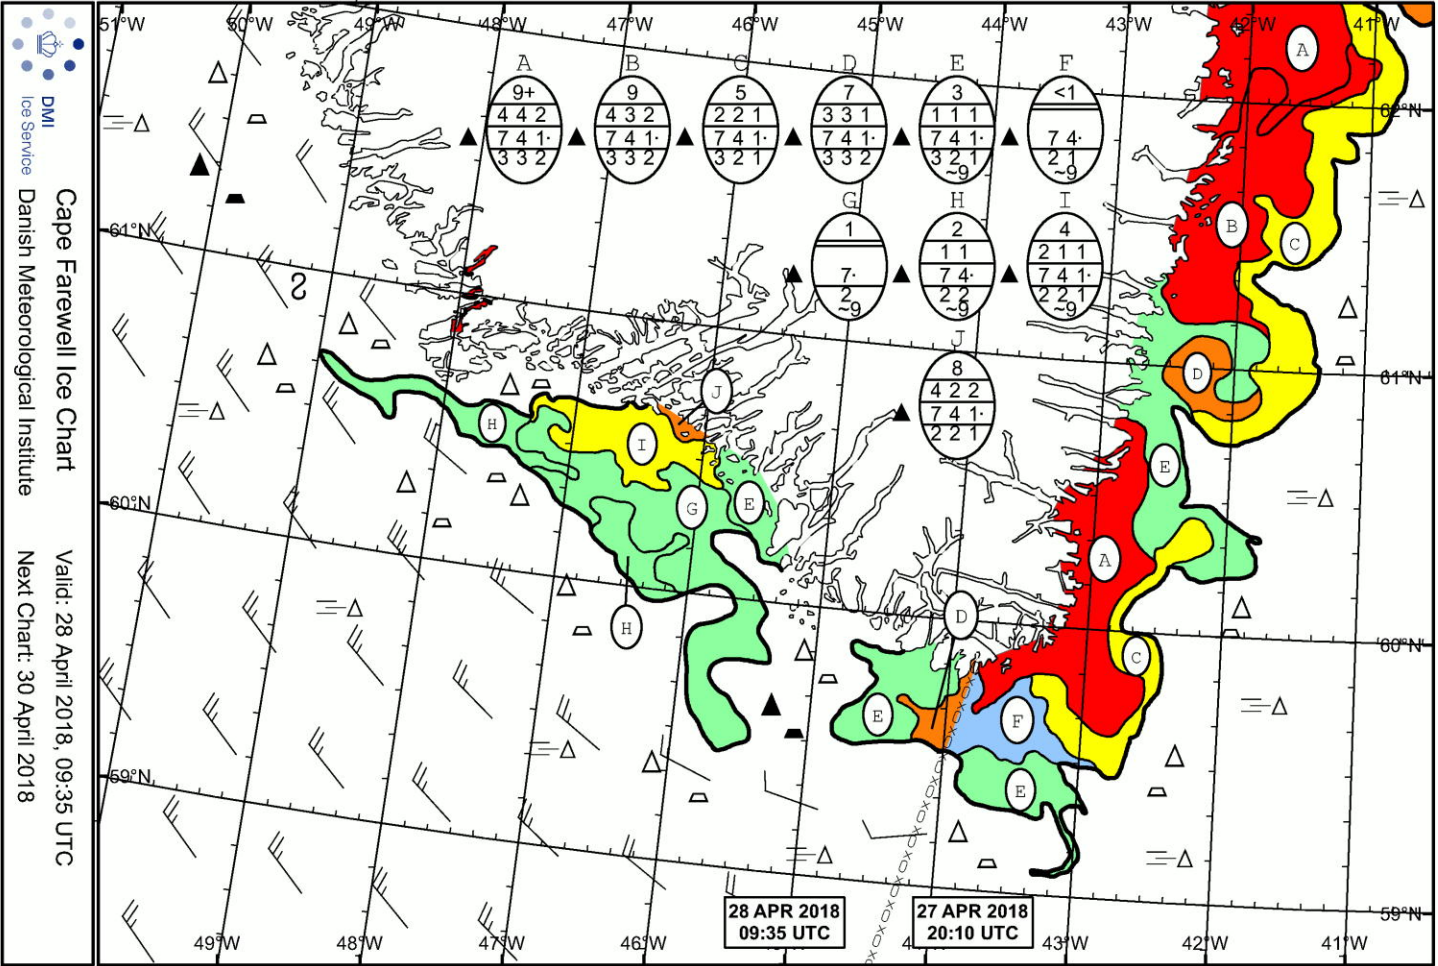 DMI
Ice Service
Cape Farewell Ice Chart
Danish Meteorological Institute
Valid: 28 April 2018, 09:35 UTC
Next Chart: 30 April 2018
51°W 50°W 49°W 48°W 47°W 46°W 45°W 44°W 43°W 42°W 41°W
62°N
61°N
61°N
60°N
60°N
59°N
59°N
A
9+
4 4 2
7 4 1·
3 3 2
B
9
4 3 2
7 4 1·
3 3 2
C
5
2 2 1
7 4 1·
3 2 1
D
7
3 3 1
7 4 1·
3 3 2
E
3
1 1 1
7 4 1·
3 2 1
~9
F
<1
7 4·
2 1
~9
G
1
7·
2
~9
H
2
1 1
7 4·
2 2
~9
I
4
2 1 1
7 4 1·
2 2 1
~9
J
8
4 2 2
7 4 1·
2 2 1
A
B
C
D
E
A
C
D
F
E
E
J
H
I
G
E
H
28 APR 2018
09:35 UTC
27 APR 2018
20:10 UTC
49°W 48°W 47°W 46°W 43°W 42°W 41°W